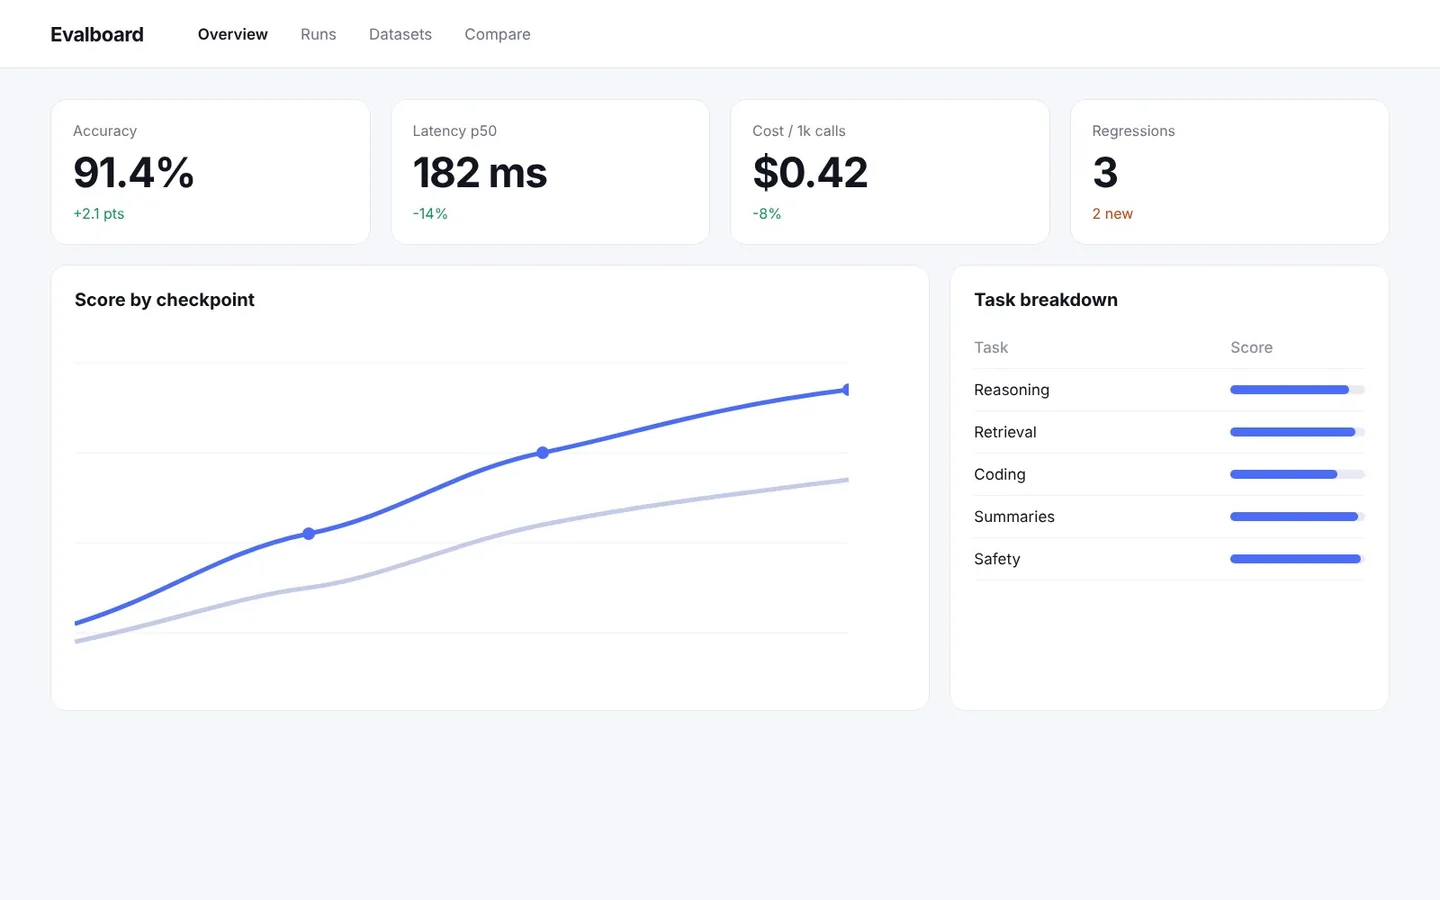 Evalboard
Overview
Runs
Datasets
Compare
Accuracy
91.4%
+2.1 pts
Latency p50
182 ms
-14%
Cost / 1k calls
$0.42
-8%
Regressions
3
2 new
Score by checkpoint
Task breakdown
Task Score
Reasoning
Retrieval
Coding
Summaries
Safety